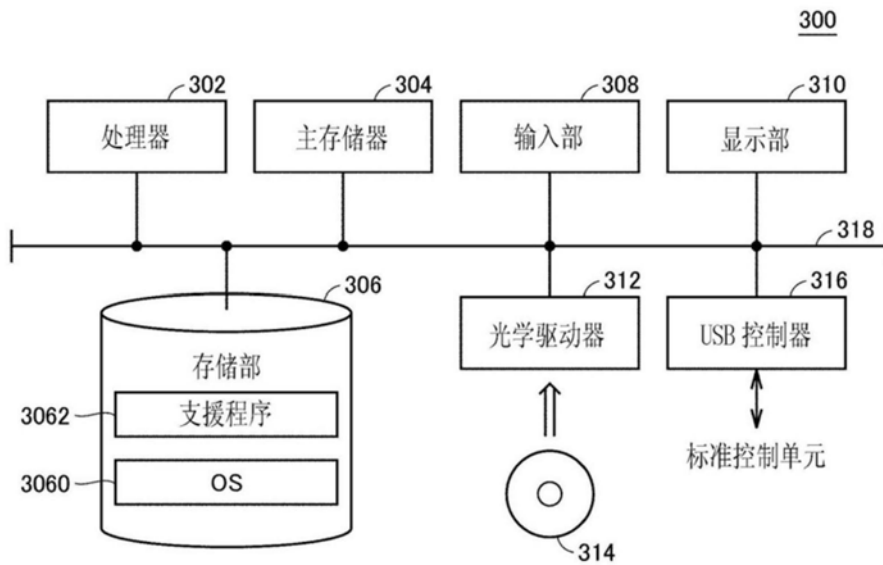 300
302
304
308
310
处理器
主存储器
输入部
显示部
318
306
312
316
存储部
光学驱动器
USB 控制器
3062
支援程序
标准控制单元
3060
OS
314